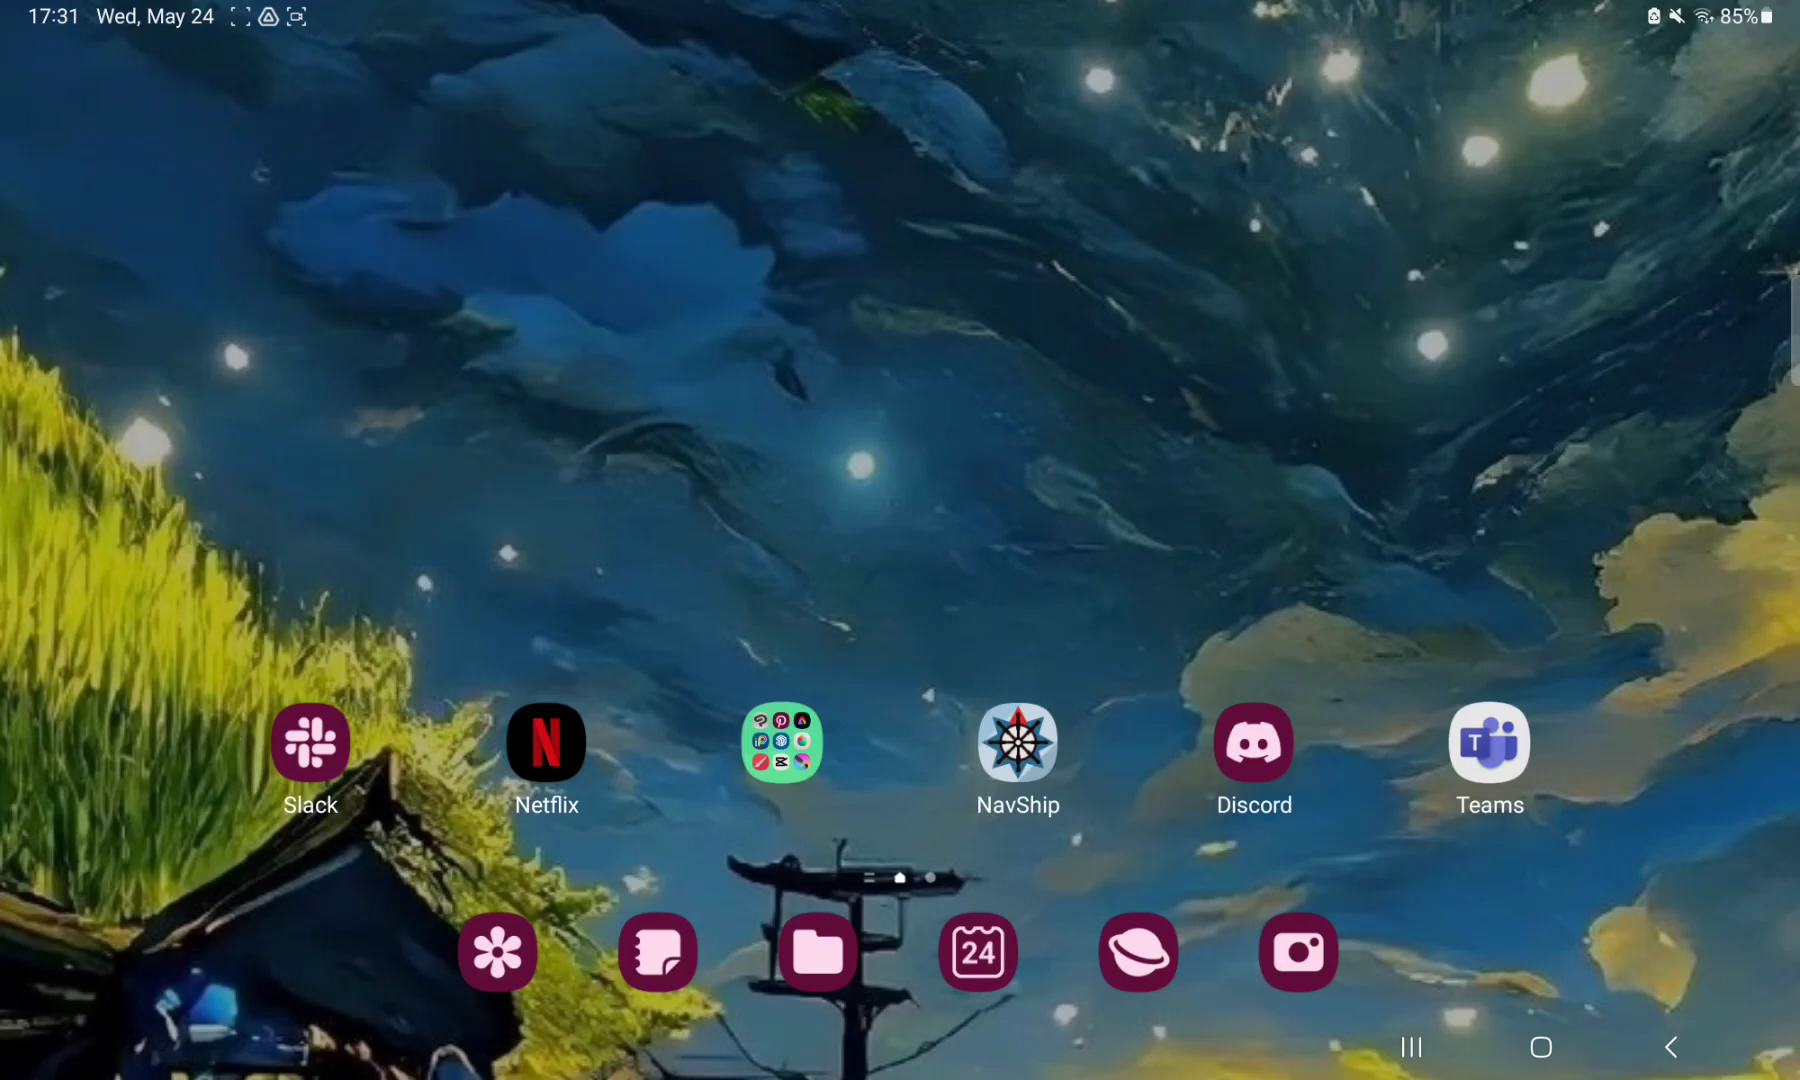 17:31 Wed, May 24
85%
Slack
Netflix
NavShip
Discord
Teams
24